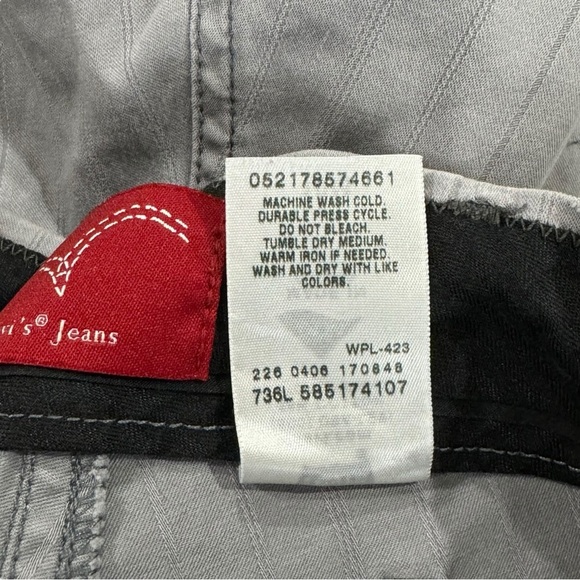 052178574661
MACHINE WASH COLD.
DURABLE PRESS CYCLE.
DO NOT BLEACH.
TUMBLE DRY MEDIUM.
WARM IRON IF NEEDED.
WASH AND DRY WITH LIKE
COLORS.
WPL-423
226 0406 170848
736L 585174107
vi's® Jeans